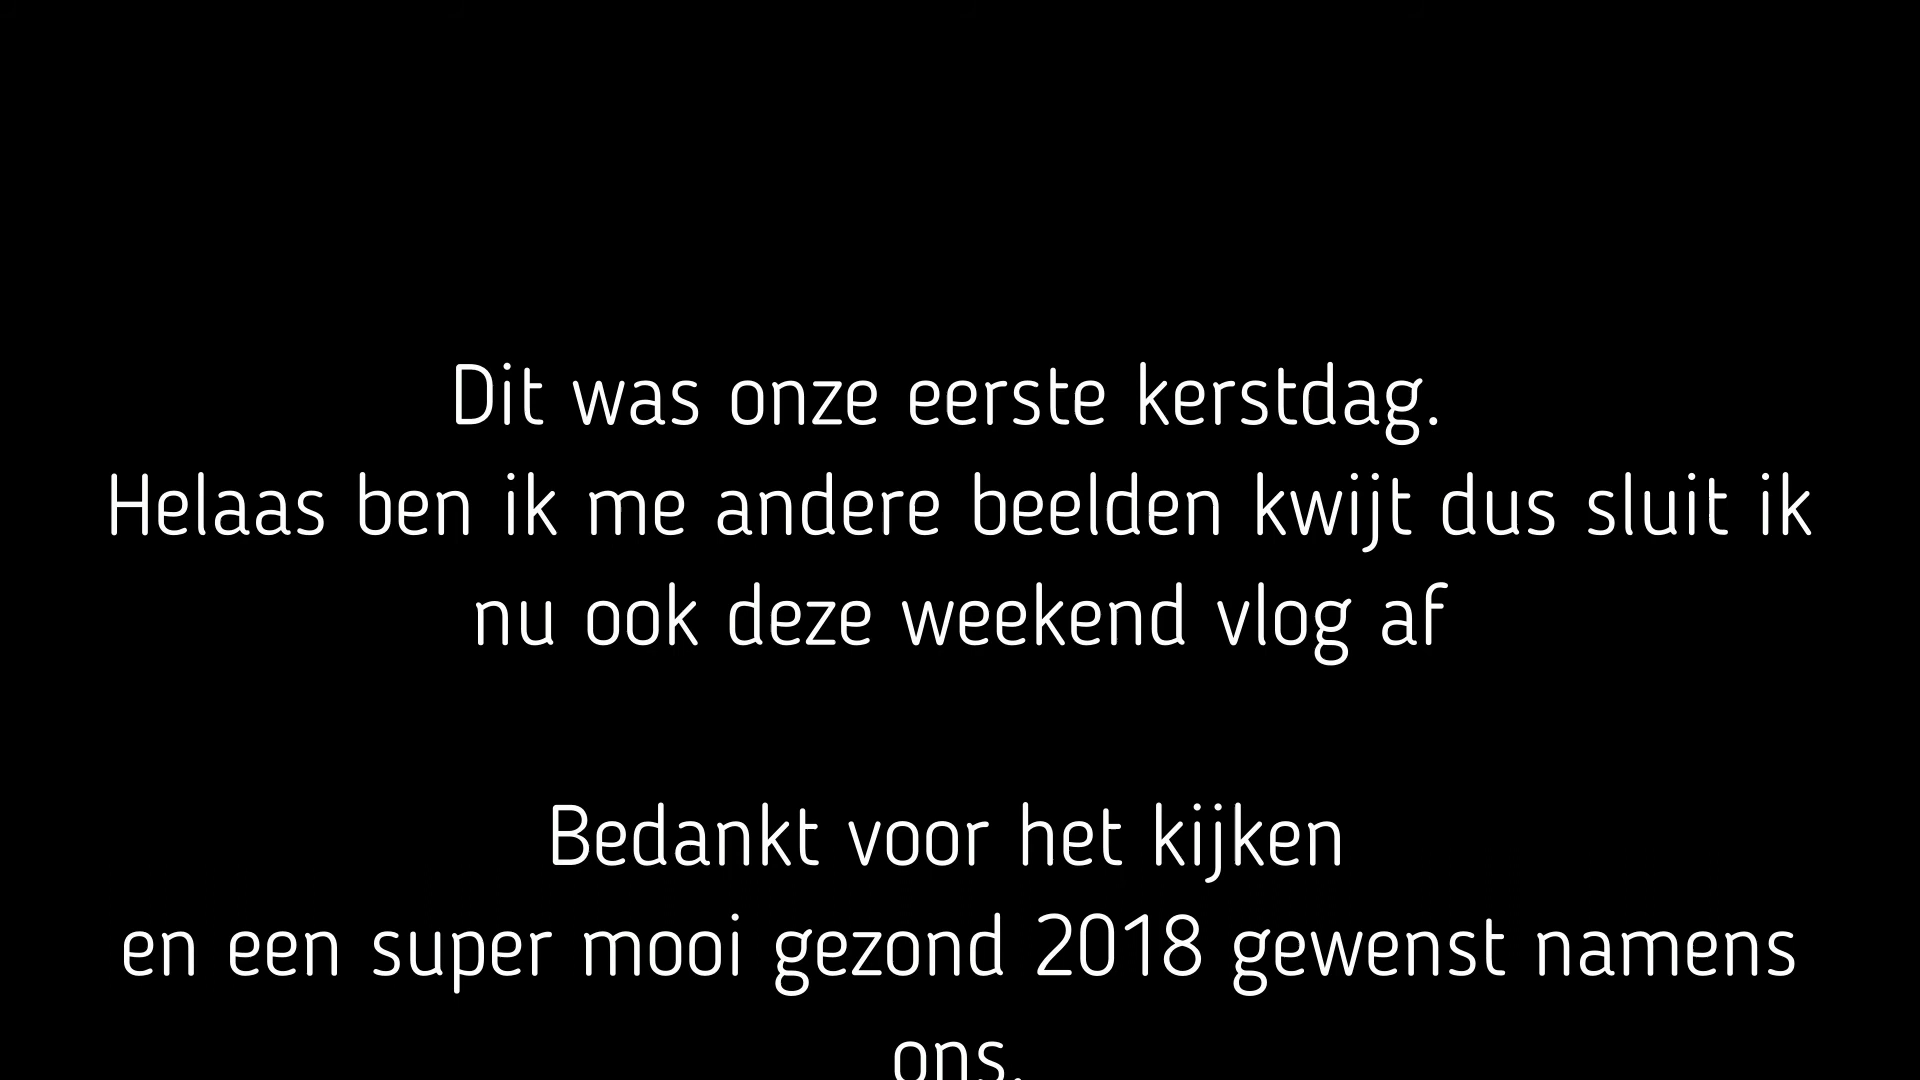 Dit was onze eerste kerstdag.
Helaas ben ik me andere beelden kwijt dus sluit ik
nu ook deze weekend vlog af
Bedankt voor het kijken
en een super mooi gezond 2018 gewenst namens
ons.